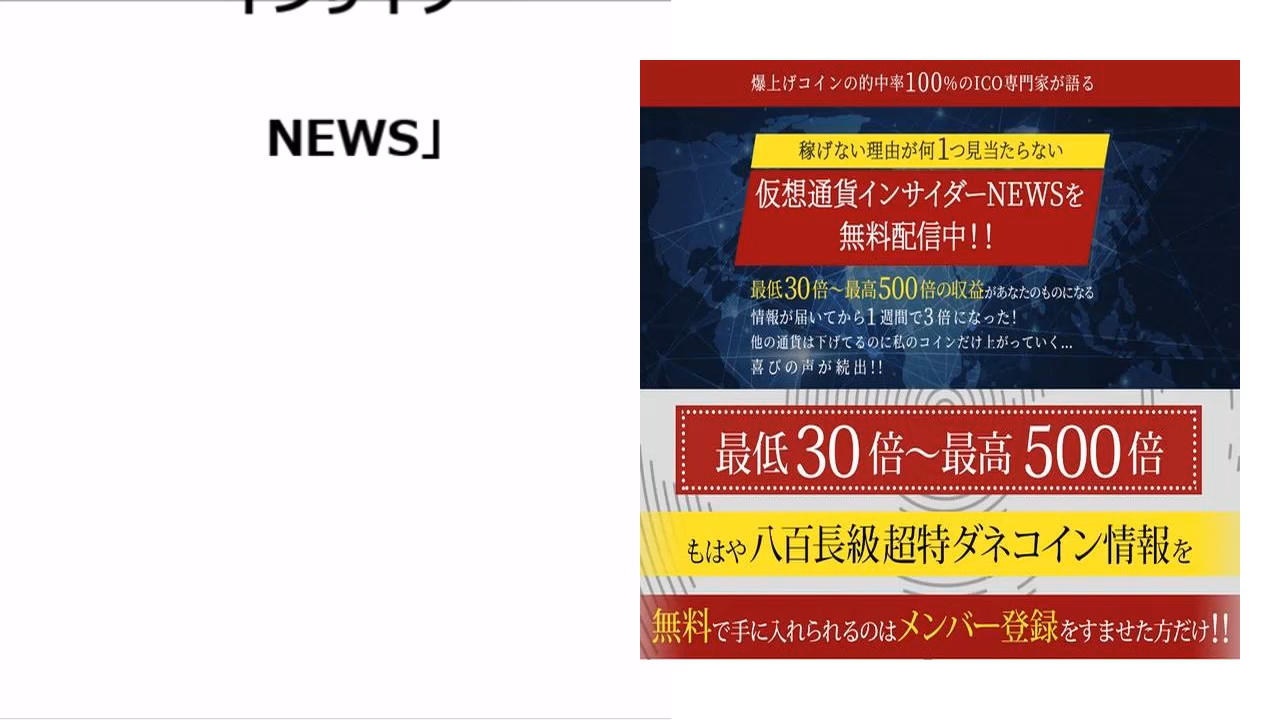 インサイダー
NEWS」
爆上げコインの的中率100%のICO専門家が語る
稼げない理由が何1つ見当たらない
仮想通貨インサイダーNEWSを
無料配信中!!
最低30倍～最高500倍の収益があなたのものになる
情報が届いてから1週間で3倍になった!
他の通貨は下げてるのに私のコインだけ上がっていく...
喜びの声が続出!!
最低30倍～最高500倍
もはや八百長級超特ダネコイン情報を
無料で手に入れられるのはメンバー登録をすませた方だけ!!